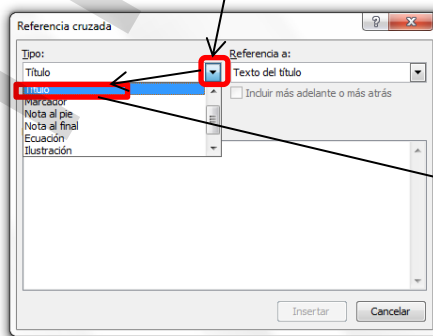 Referencia cruzada
Tipo:
Referencia a:
Título
Texto del título
Título
Incluir más adelante o más atrás
Marcador
Nota al pie
Nota al final
Ecuación
Ilustración
Insertar
Cancelar